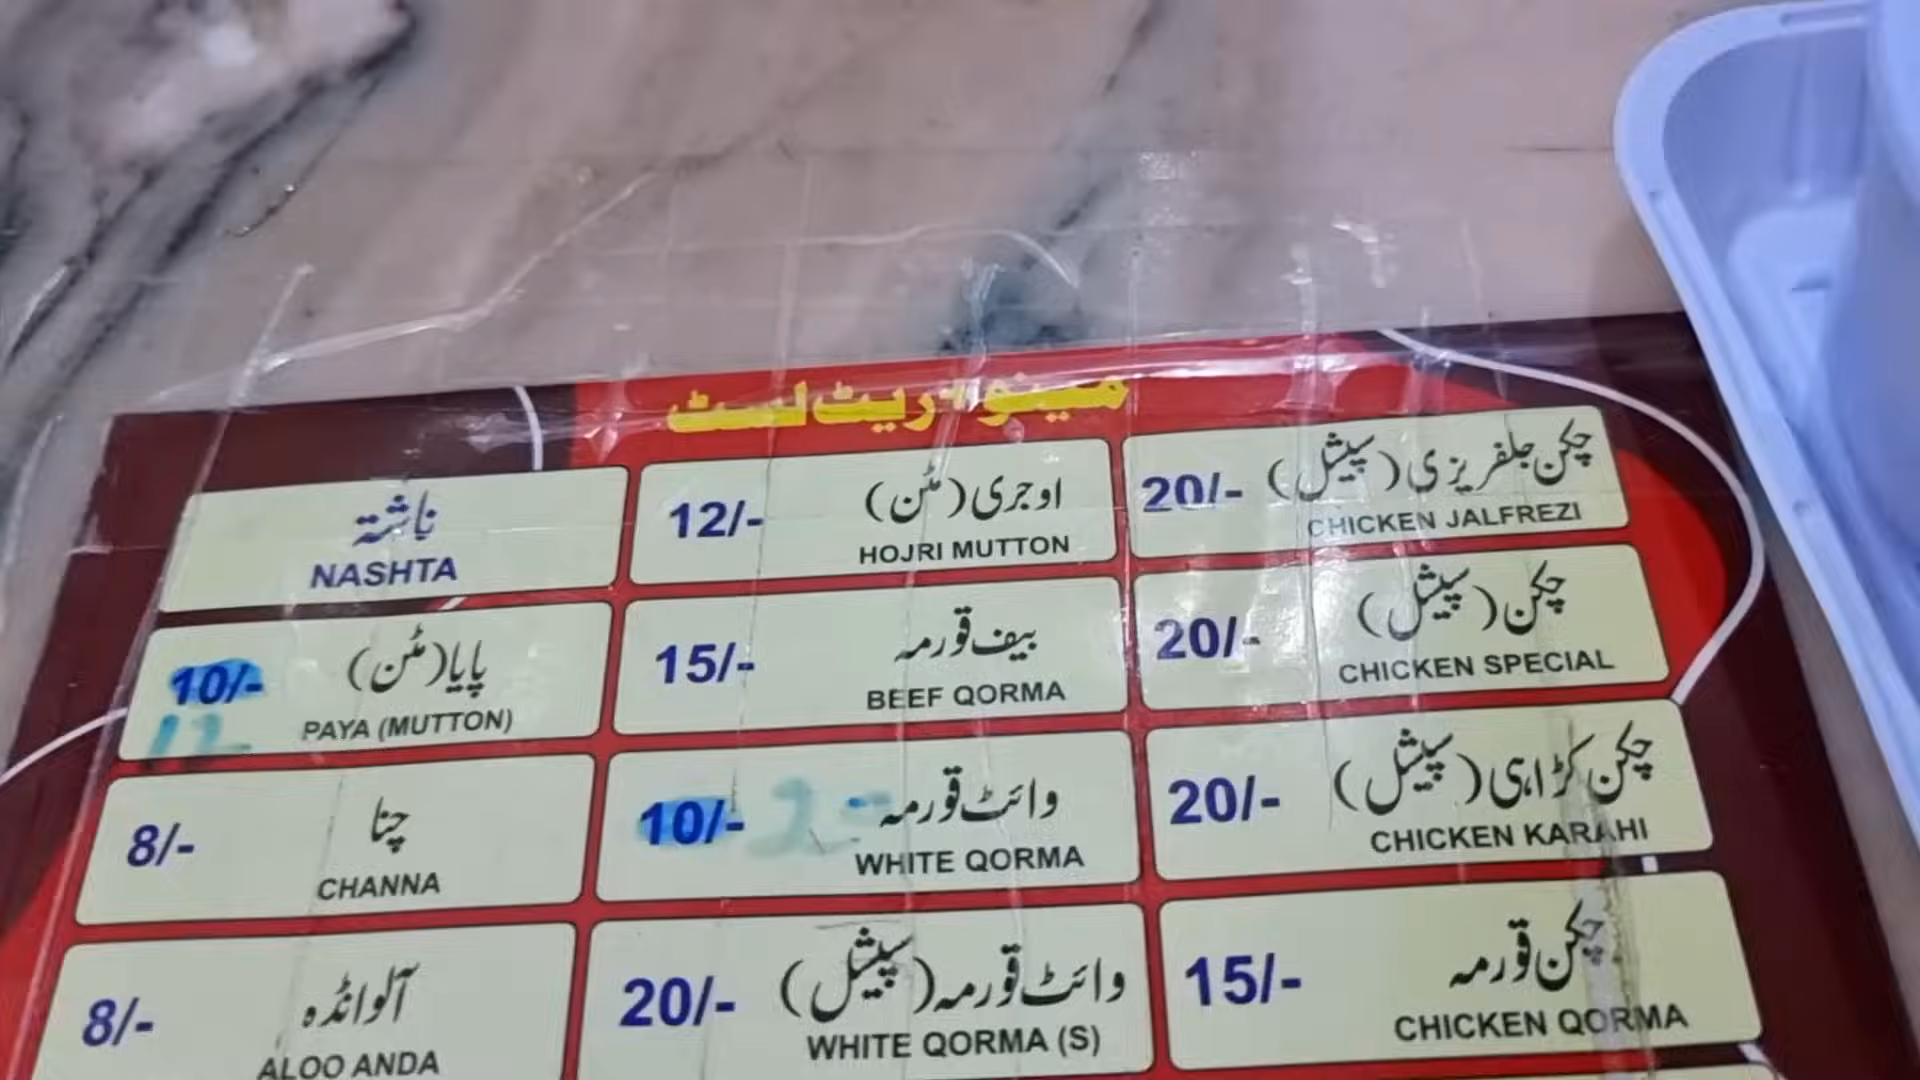 مینو+ریٹ لسٹ
ناشتہ
NASHTA
10/- پایا (مٹن)
12
PAYA (MUTTON)
8/- چنا
CHANNA
8/- آلو انڈہ
ALOO ANDA
12/- اوجری (مٹن)
HOJRI MUTTON
15/- بیف قورمہ
BEEF QORMA
10/- وائٹ قورمہ
WHITE QORMA
20/- وائٹ قورمہ (سپیشل)
WHITE QORMA (S)
20/- چکن جلفریزی (سپیشل)
CHICKEN JALFREZI
20/- چکن (سپیشل)
CHICKEN SPECIAL
20/- چکن کڑاہی (سپیشل)
CHICKEN KARAHI
15/- چکن قورمہ
CHICKEN QORMA